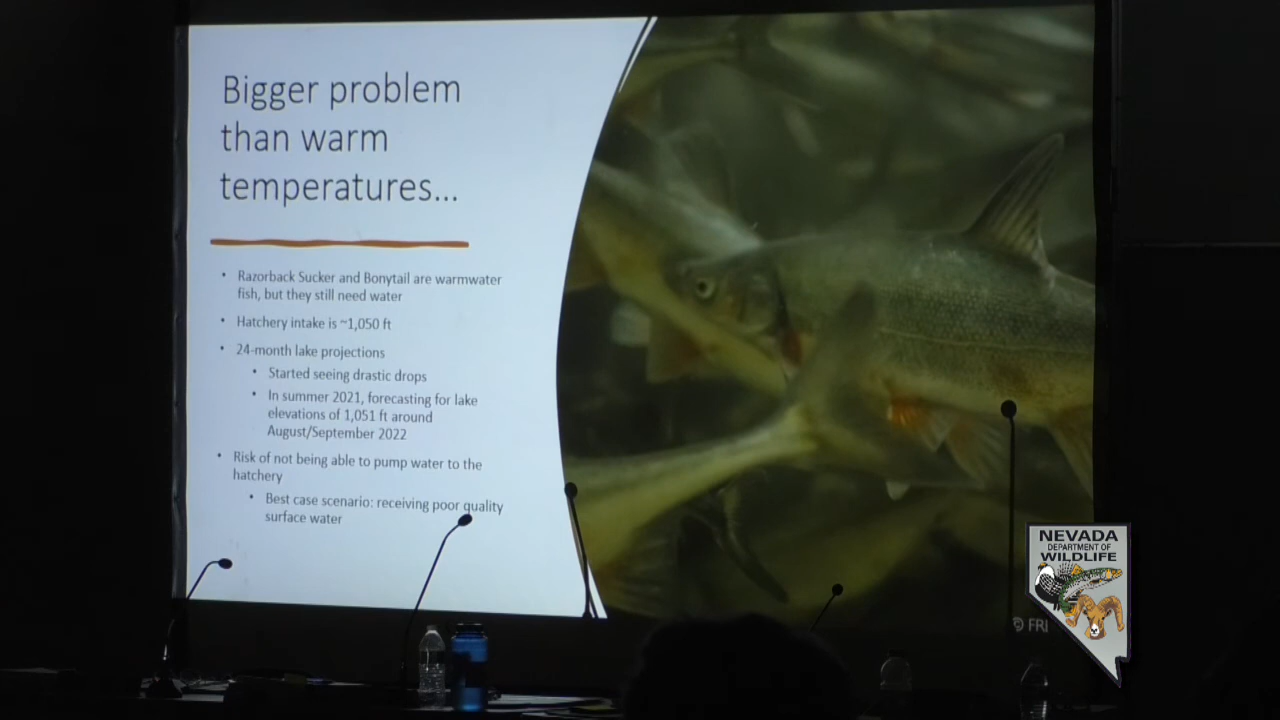 Bigger problem
than warm
temperatures...
• Razorback Sucker and Bonytail are warmwater
fish, but they still need water
• Hatchery intake is ~1,050 ft
• 24-month lake projections
• Started seeing drastic drops
• In summer 2021, forecasting for lake
elevations of 1,051 ft around
August/September 2022
• Risk of not being able to pump water to the
hatchery
• Best case scenario: receiving poor quality
surface water
NEVADA
DEPARTMENT OF
WILDLIFE
© FRI